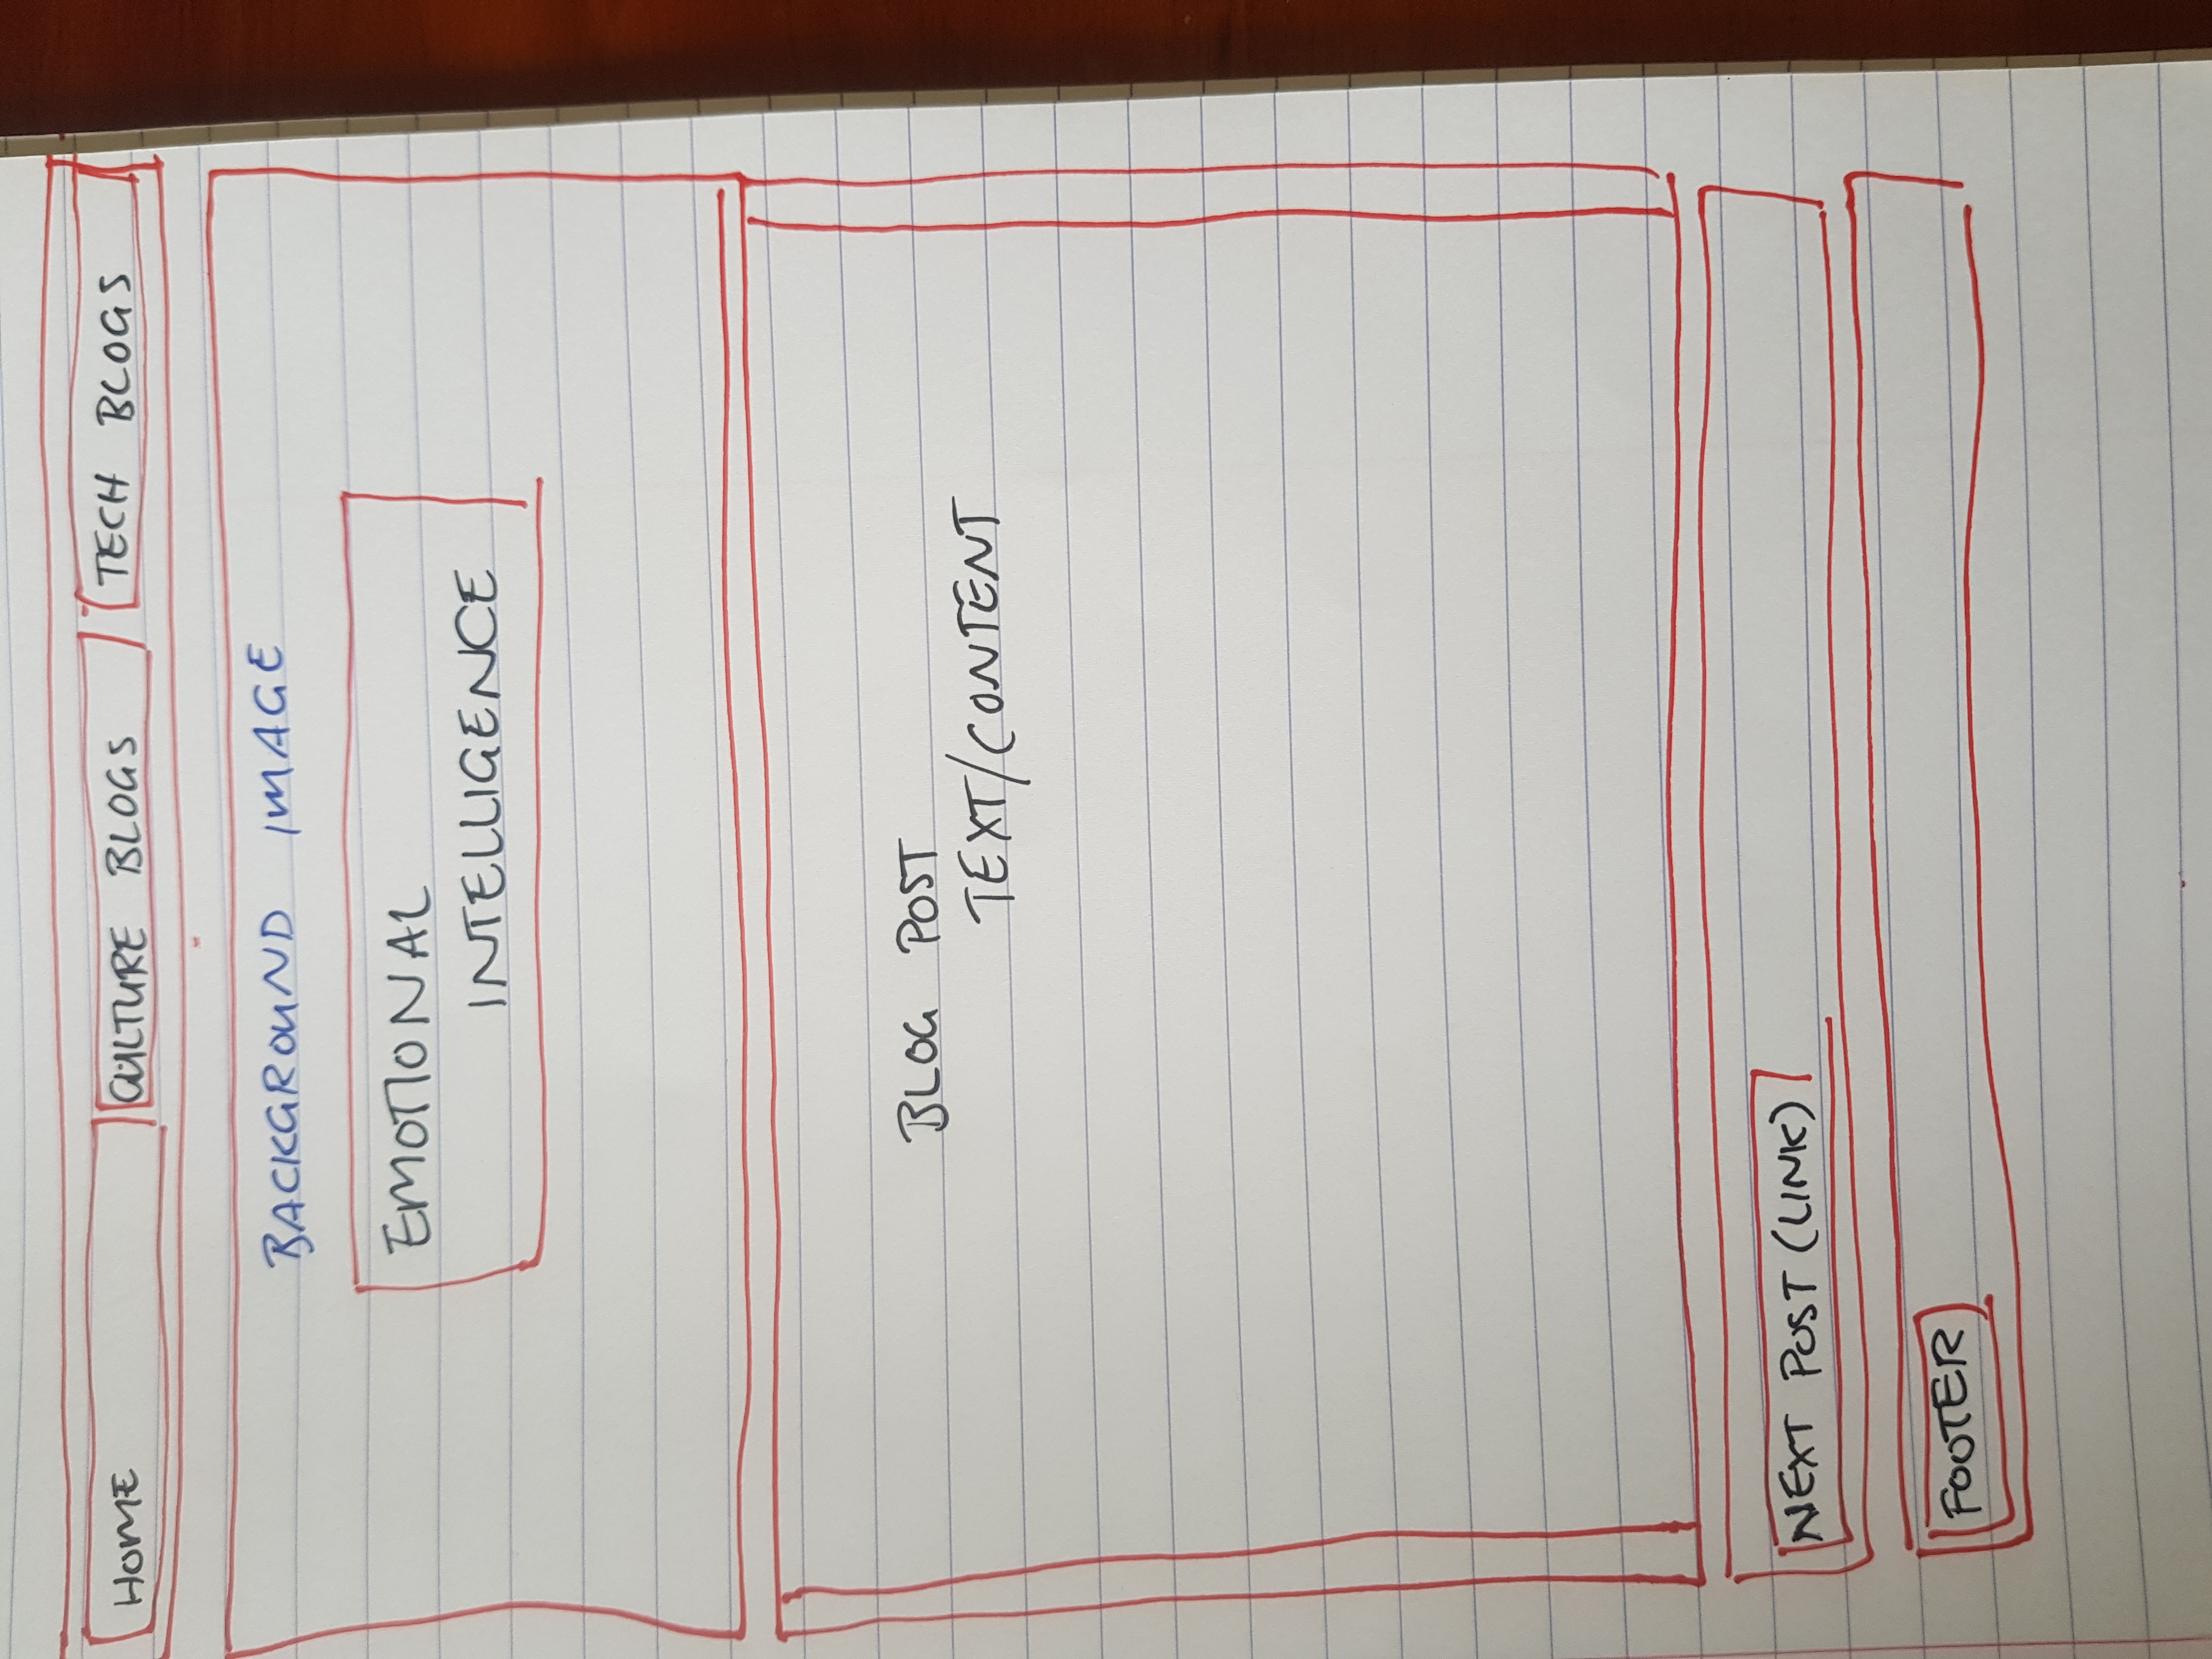 HOME CULTURE BLOGS TECH BLOGS
BACKGROUND IMAGE
EMOTIONAL
INTELLIGENCE
BLOG POST
TEXT/CONTENT
NEXT POST (LINK)
FOOTER